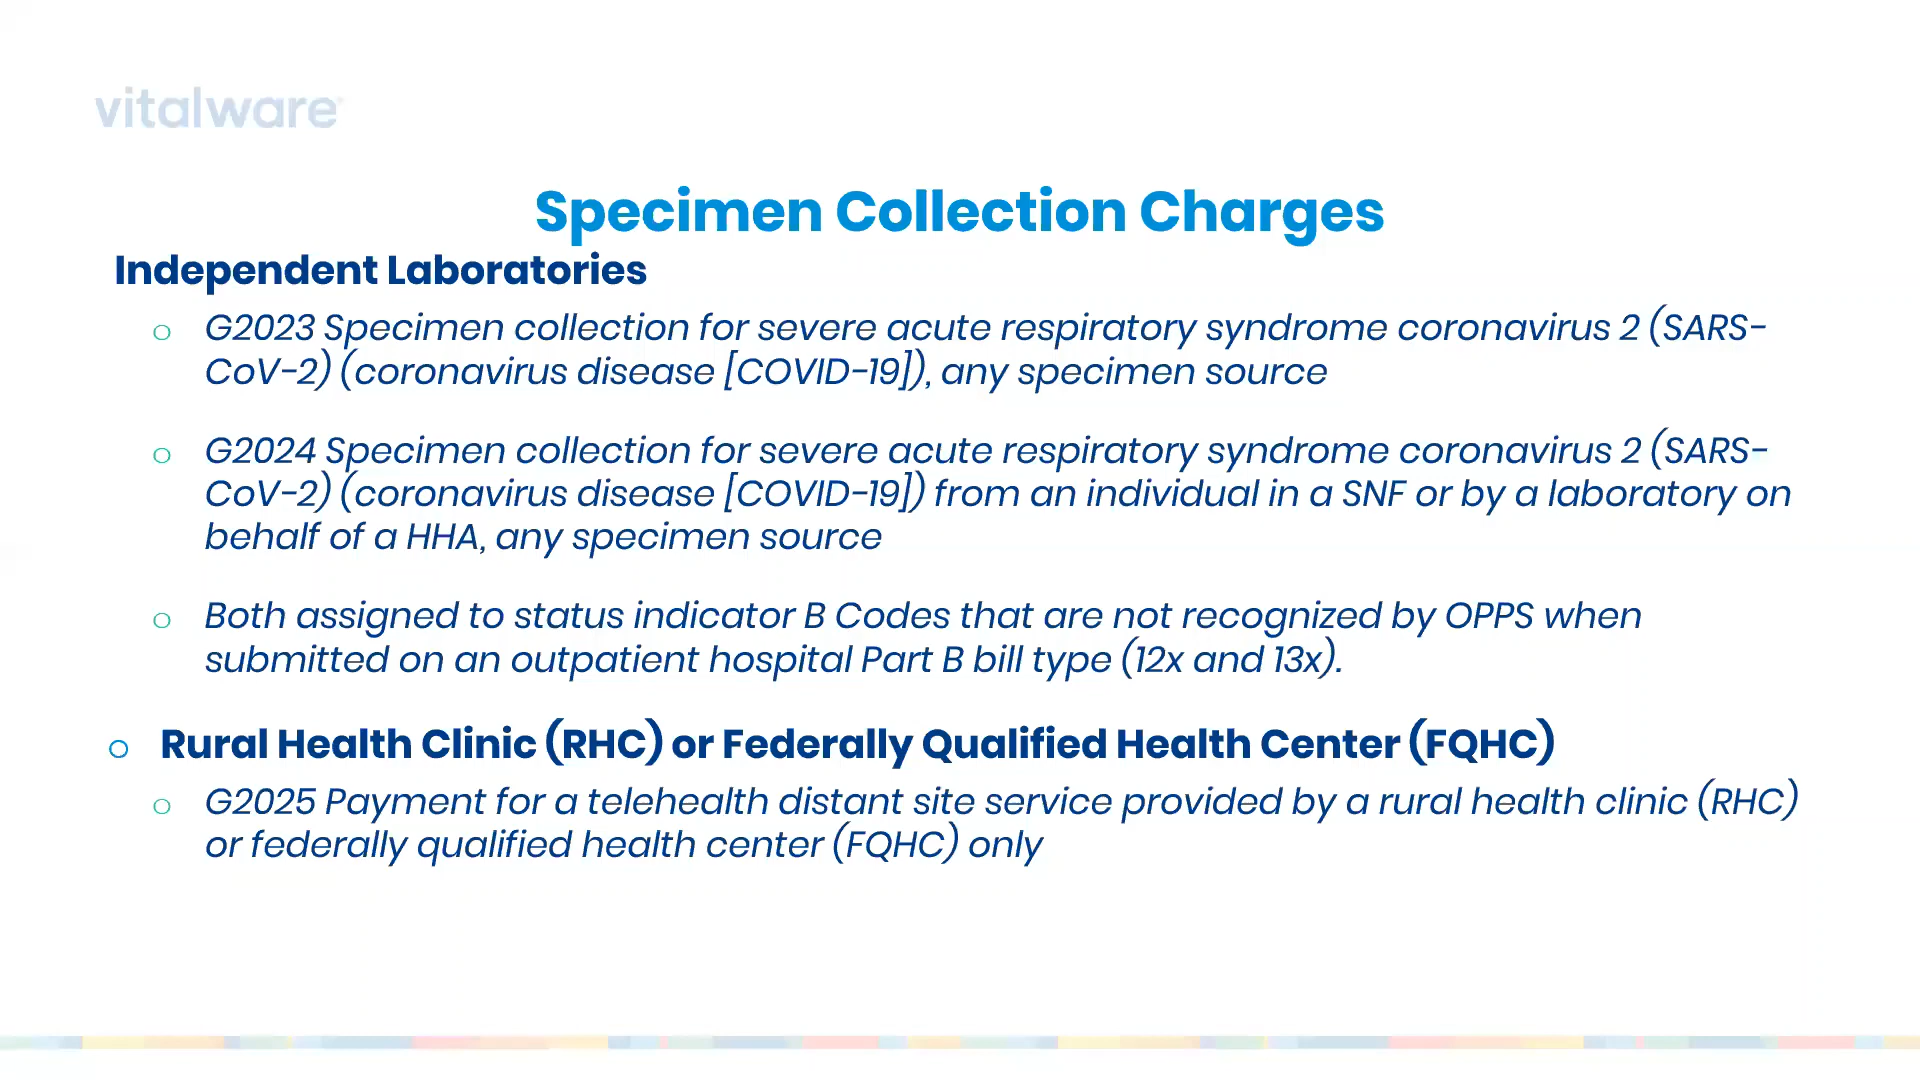 vitalware
Specimen Collection Charges
Independent Laboratories
G2023 Specimen collection for severe acute respiratory syndrome coronavirus 2 (SARS-
CoV-2) (coronavirus disease [COVID-19]), any specimen source
G2024 Specimen collection for severe acute respiratory syndrome coronavirus 2 (SARS-
CoV-2) (coronavirus disease [COVID-19]) from an individual in a SNF or by a laboratory on
behalf of a HHA, any specimen source
Both assigned to status indicator B Codes that are not recognized by OPPS when
submitted on an outpatient hospital Part B bill type (12x and 13x).
Rural Health Clinic (RHC) or Federally Qualified Health Center (FQHC)
G2025 Payment for a telehealth distant site service provided by a rural health clinic (RHC)
or federally qualified health center (FQHC) only